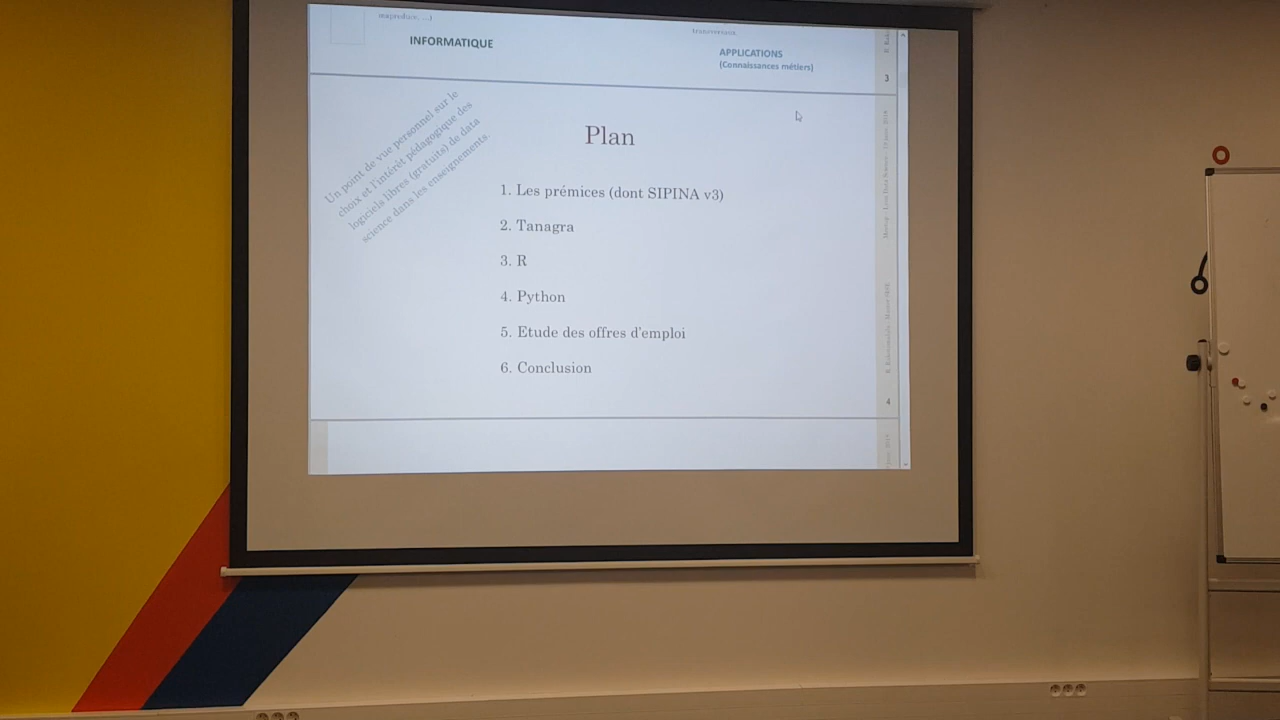 INFORMATIQUE
APPLICATIONS
(Connaissances métiers)
3
Un point de vue personnel sur le
choix et l'intérêt pédagogique des
logiciels libres (gratuits) de data
science dans les enseignements.
Plan
1. Les prémices (dont SIPINA v3)
2. Tanagra
3. R
4. Python
5. Etude des offres d'emploi
6. Conclusion
4